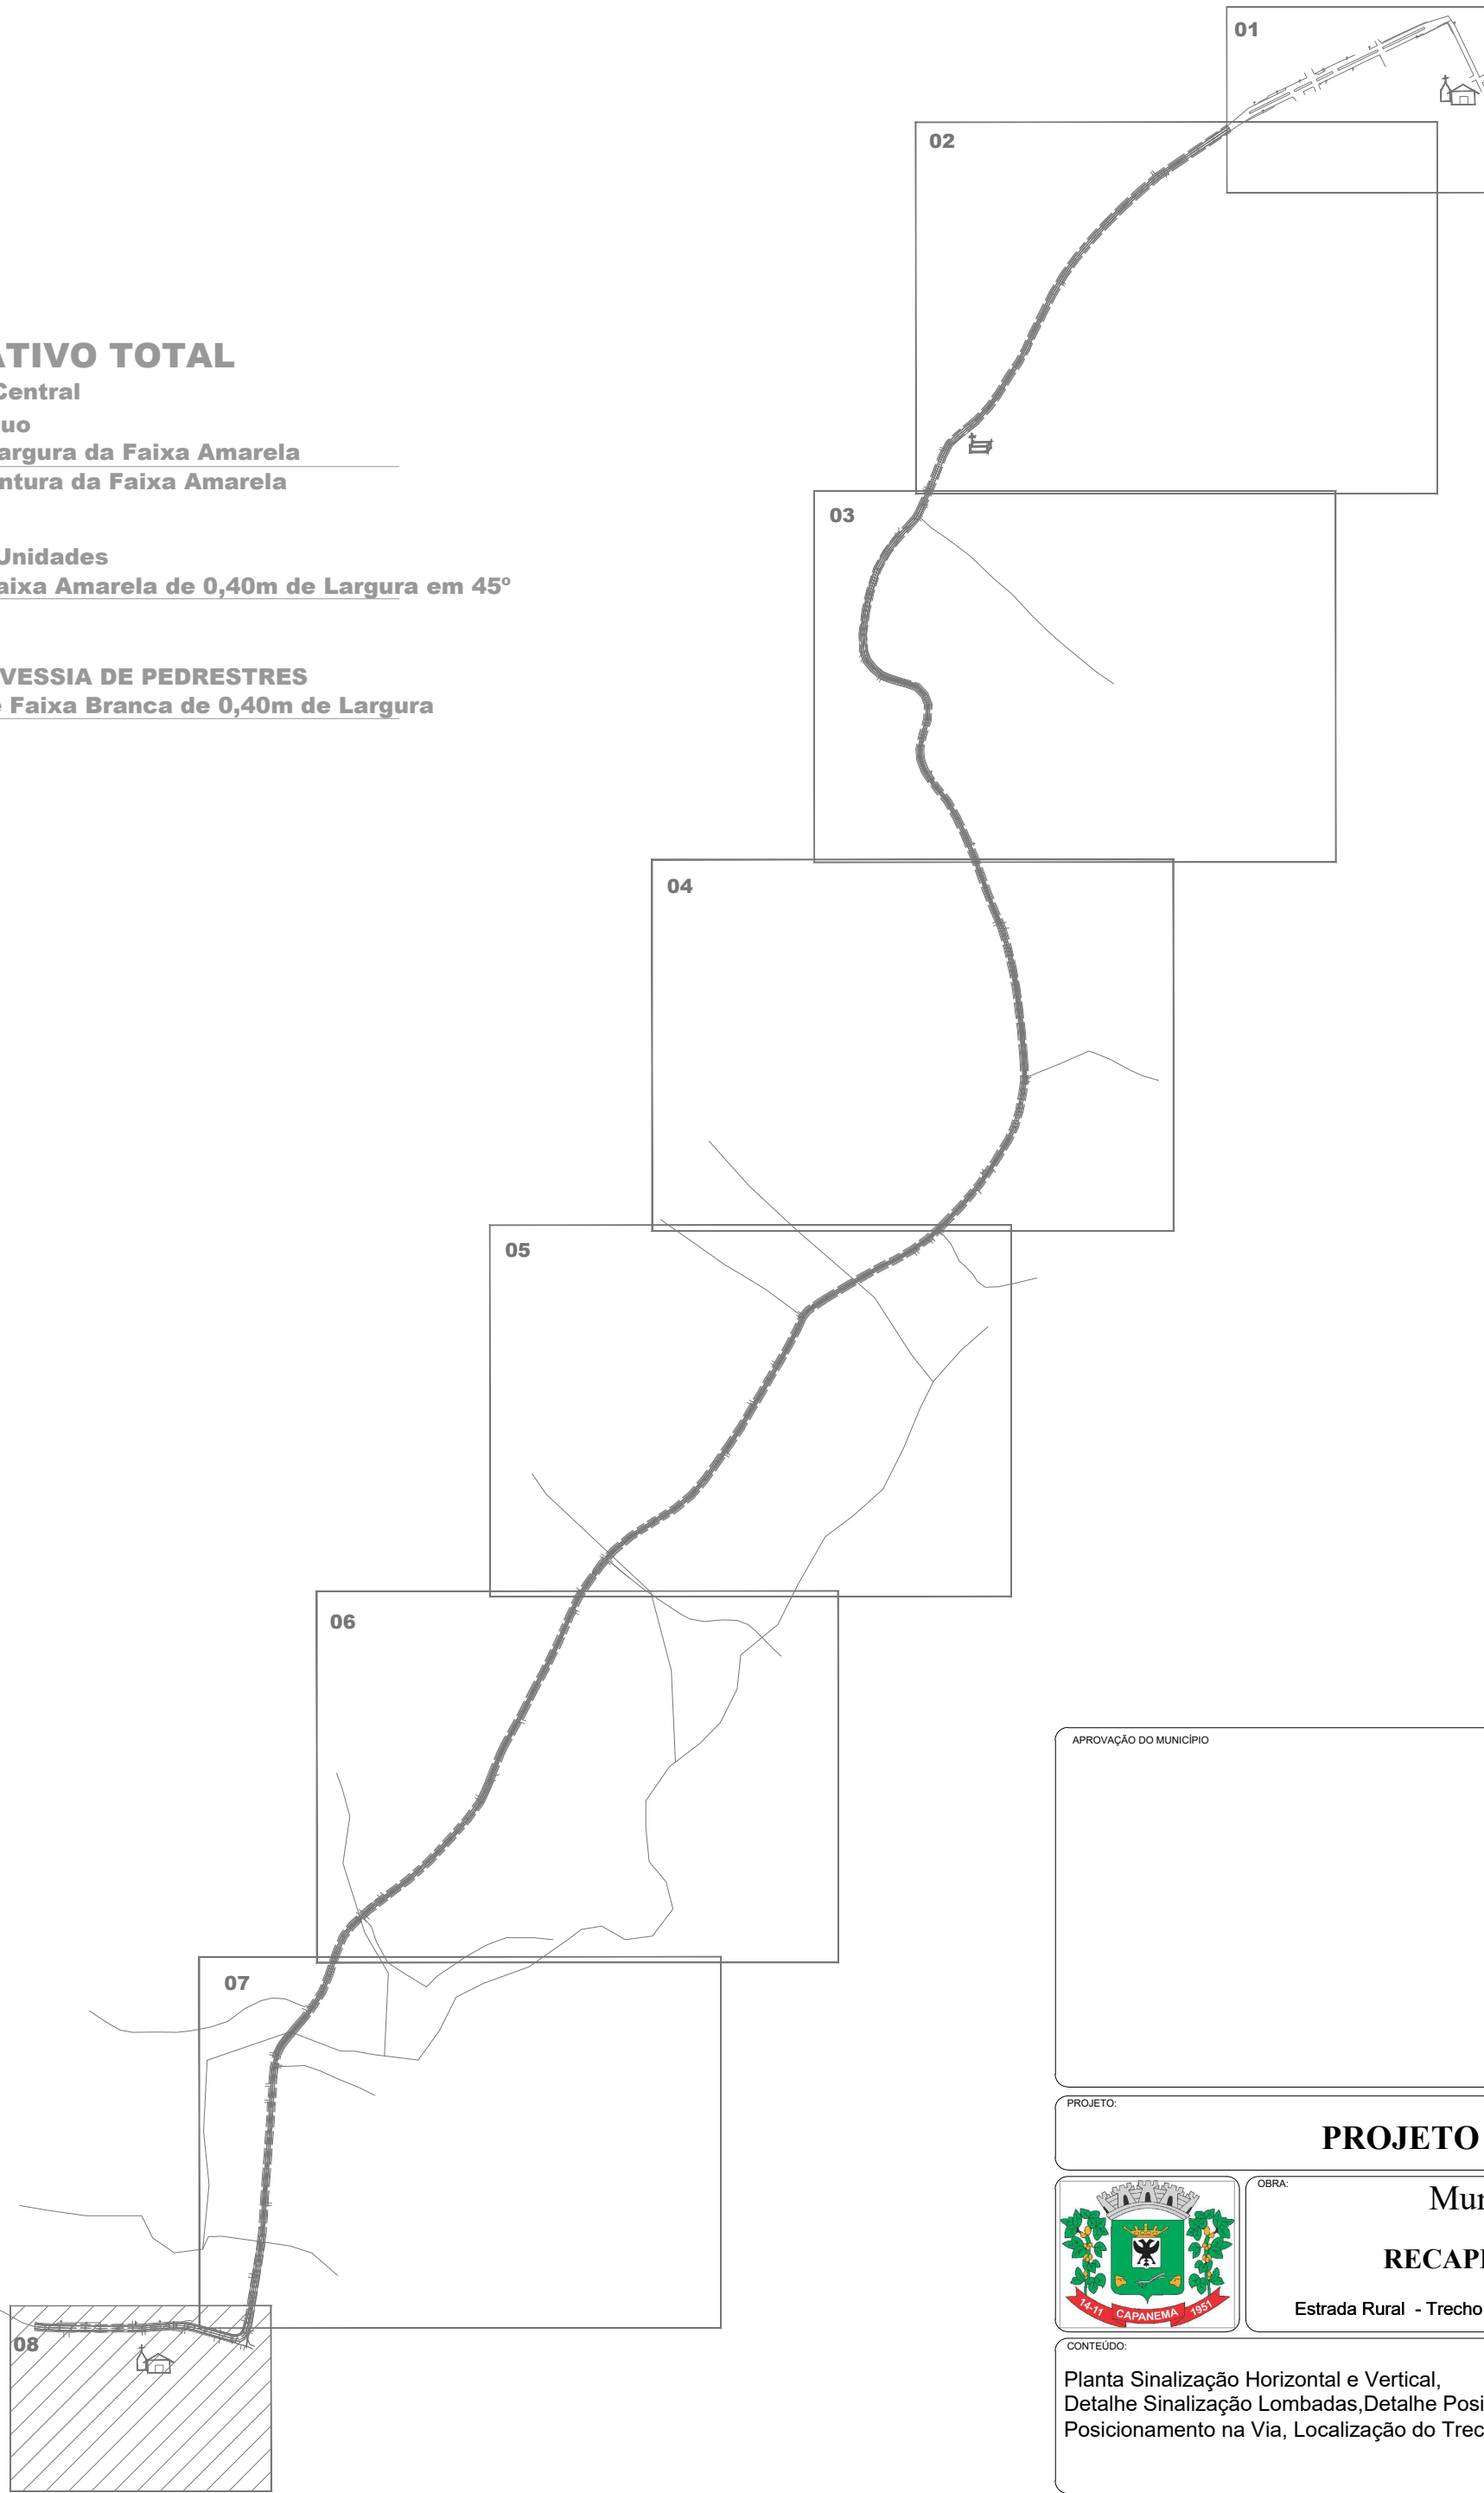 01
02
ATIVO TOTAL
Central
uo
argura da Faixa Amarela
ntura da Faixa Amarela
03
Unidades
aixa Amarela de 0,40m de Largura em 45º
VESSIA DE PEDRESTRES
e Faixa Branca de 0,40m de Largura
04
05
06
APROVAÇÃO DO MUNICÍPIO
07
PROJETO:
PROJETO
OBRA:
Mun
RECAPE
14-11 CAPANEMA 1951
Estrada Rural - Trecho
08
CONTEÚDO:
Planta Sinalização Horizontal e Vertical,
Detalhe Sinalização Lombadas,Detalhe Posi
Posicionamento na Via, Localização do Trec